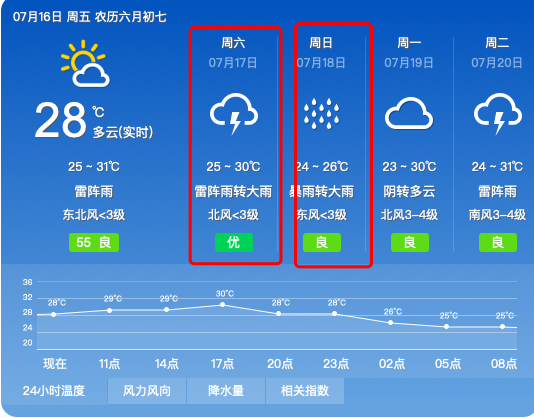 07月16日 周五 农历六月初七
28
℃
多云(实时)
25 ~ 31℃
雷阵雨
东北风<3级
55 良
周六
07月17日
25 ~ 30℃
雷阵雨转大雨
北风<3级
优
周日
07月18日
24 ~ 26℃
暴雨转大雨
东风<3级
良
周一
07月19日
23 ~ 30℃
阴转多云
北风3-4级
良
周二
07月20日
24 ~ 31℃
雷阵雨
南风3-4级
良
36
32
28
24
20
28℃ 29℃ 29℃ 30℃ 28℃ 28℃ 26℃ 25℃ 25℃
现在 11点 14点 17点 20点 23点 02点 05点 08点
24小时温度 风力风向 降水量 相关指数